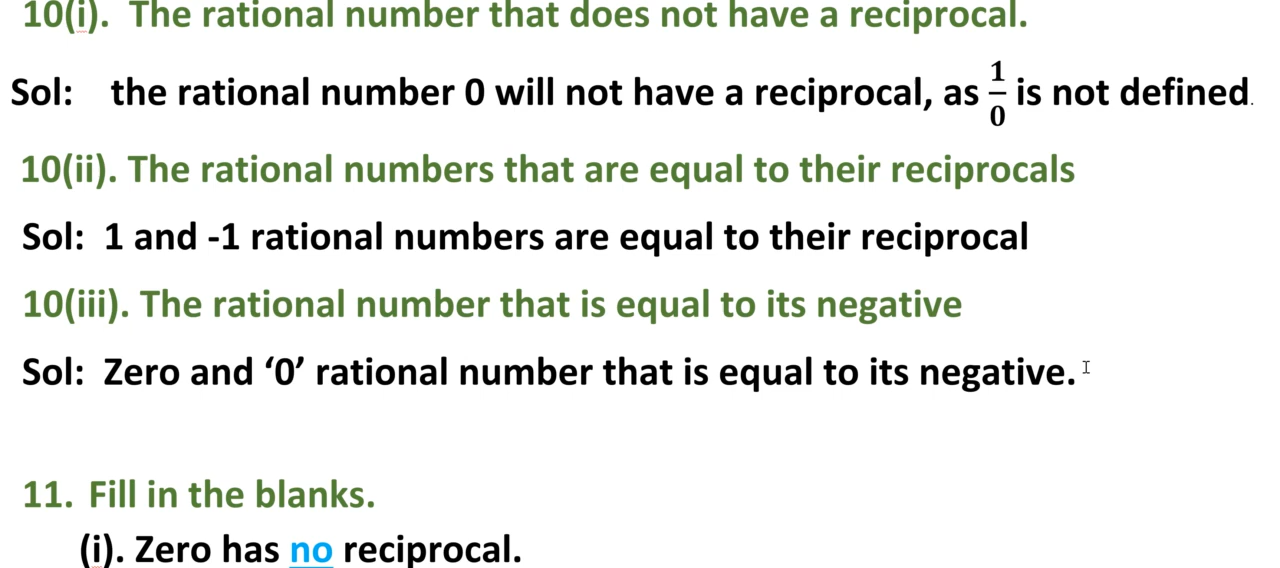 10(i). The rational number that does not have a reciprocal.
Sol: the rational number 0 will not have a reciprocal, as 1/0 is not defined.
10(ii). The rational numbers that are equal to their reciprocals
Sol: 1 and -1 rational numbers are equal to their reciprocal
10(iii). The rational number that is equal to its negative
Sol: Zero and ‘0’ rational number that is equal to its negative.
11. Fill in the blanks.
(i). Zero has no reciprocal.